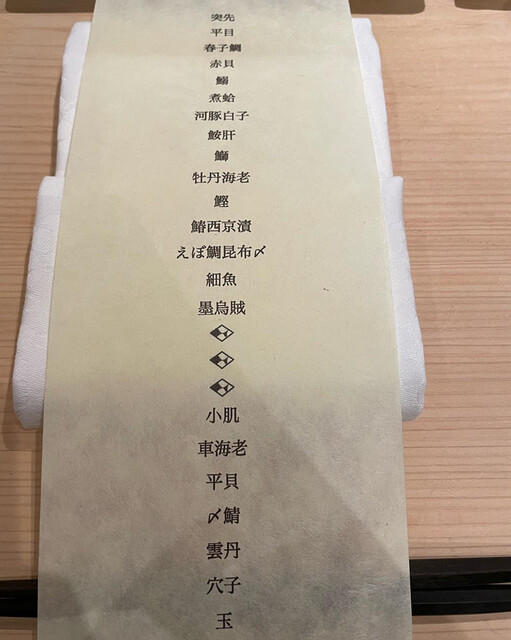 突先
平目
春子鯛
赤貝
鰯
煮蛤
河豚白子
鮟肝
鰤
牡丹海老
鰹
鰆西京漬
えぼ鯛昆布〆
細魚
墨烏賊
小肌
車海老
平貝
〆鯖
雲丹
穴子
玉